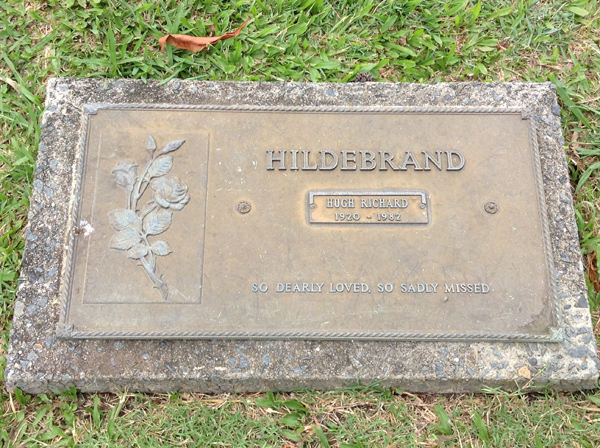 HILDEBRAND
HUGH RICHARD
1920 - 1982
SO DEARLY LOVED, SO SADLY MISSED